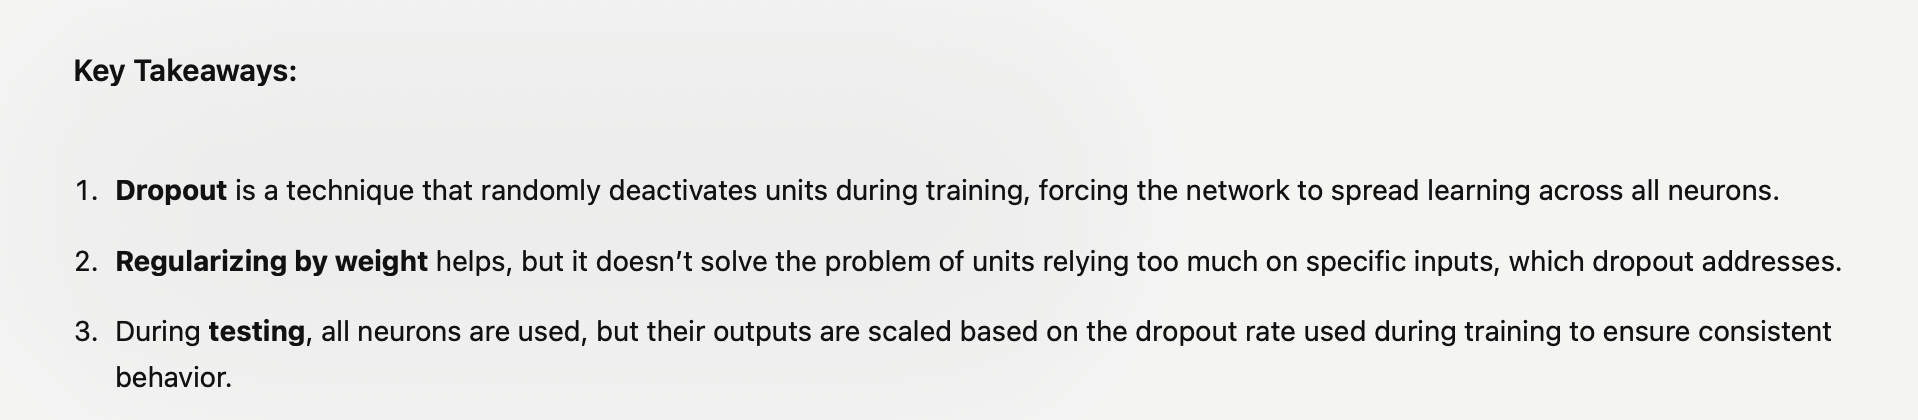 Key Takeaways:
1. Dropout is a technique that randomly deactivates units during training, forcing the network to spread learning across all neurons.
2. Regularizing by weight helps, but it doesn’t solve the problem of units relying too much on specific inputs, which dropout addresses.
3. During testing, all neurons are used, but their outputs are scaled based on the dropout rate used during training to ensure consistent
behavior.